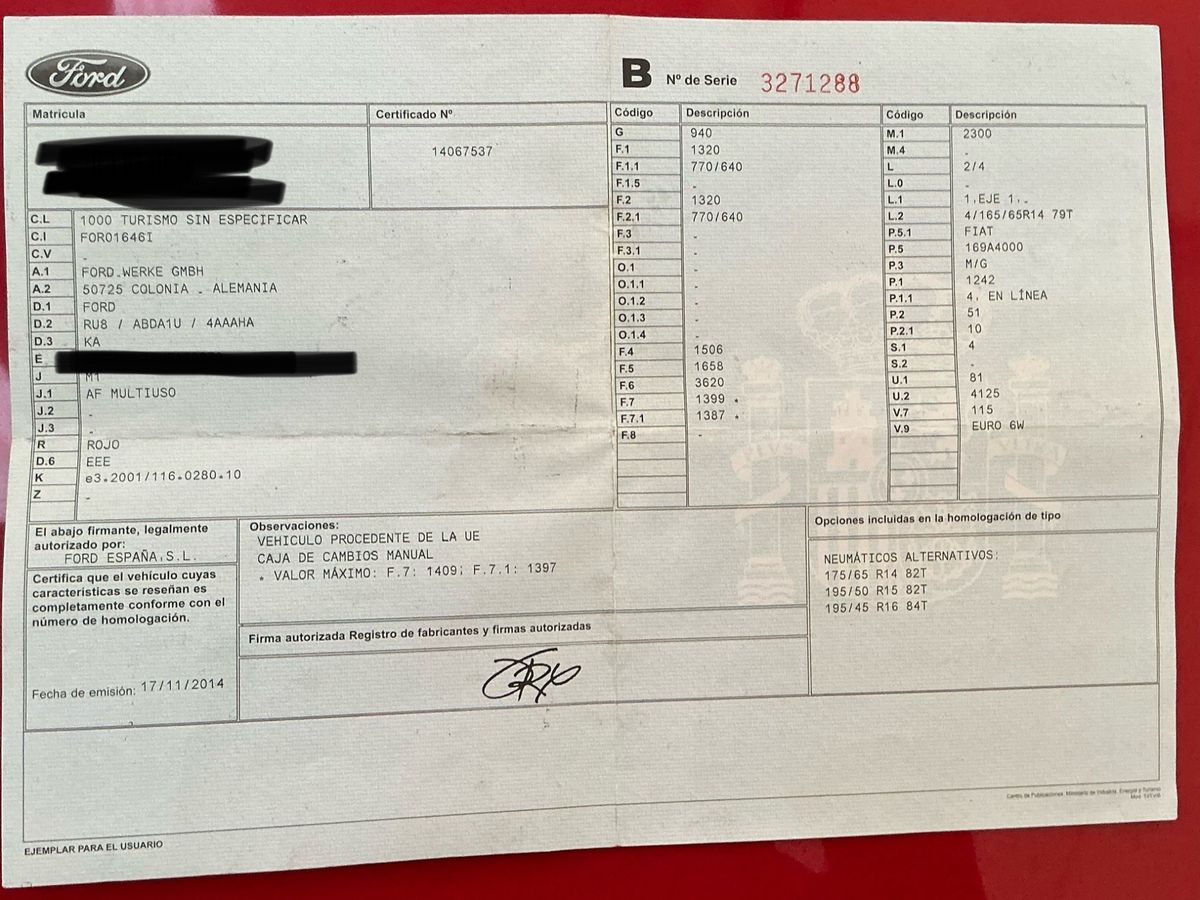 Ford
B Nº de Serie 3271288
Matricula
Certificado Nº
14067537
C.L 1000 TURISMO SIN ESPECIFICAR
C.I FOR01646I
C.V -
A.1 FORD-WERKE GMBH
A.2 50725 COLONIA - ALEMANIA
D.1 FORD
D.2 RU8 / ABDA1U / 4AAAHA
D.3 KA
E
J M1
J.1 AF MULTIUSO
J.2 -
J.3 -
R ROJO
D.6 EEE
K e3*2001/116*0280*10
Z -
Código Descripción
G 940
F.1 1320
F.1.1 770/640
F.1.5 -
F.2 1320
F.2.1 770/640
F.3 -
F.3.1 -
O.1 -
O.1.1 -
O.1.2 -
O.1.3 -
O.1.4 -
F.4 1506
F.5 1658
F.6 3620
F.7 1399 *
F.7.1 1387 *
F.8 -
Código Descripción
M.1 2300
M.4 -
L 2/4
L.0 -
L.1 1.EJE 1.-
L.2 4/165/65R14 79T
P.5.1 FIAT
P.5 169A4000
P.3 M/G
P.1 1242
P.1.1 4, EN LÍNEA
P.2 51
P.2.1 10
S.1 4
S.2 -
U.1 81
U.2 4125
V.7 115
V.9 EURO 6W
El abajo firmante, legalmente
autorizado por:
FORD ESPAÑA,S.L.
Certifica que el vehículo cuyas
características se reseñan es
completamente conforme con el
número de homologación.
Fecha de emisión: 17/11/2014
Observaciones:
VEHICULO PROCEDENTE DE LA UE
CAJA DE CAMBIOS MANUAL
* VALOR MÁXIMO: F.7: 1409; F.7.1: 1397
Firma autorizada Registro de fabricantes y firmas autorizadas
Opciones incluidas en la homologación de tipo
NEUMÁTICOS ALTERNATIVOS:
175/65 R14 82T
195/50 R15 82T
195/45 R16 84T
Centro de Publicaciones. Ministerio de Industria, Energía y Turismo
EJEMPLAR PARA EL USUARIO